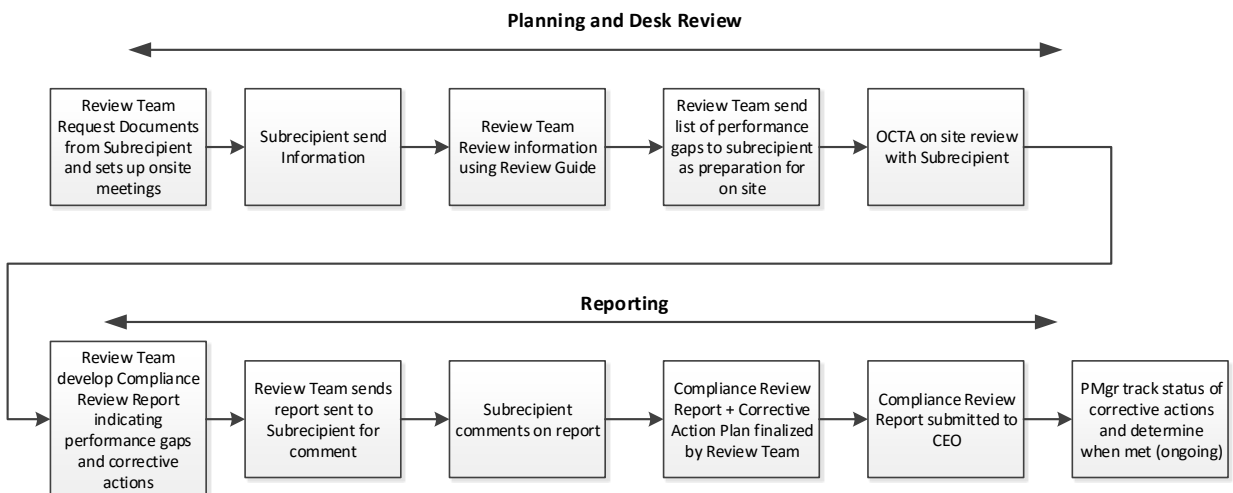 Planning and Desk Review
Review Team
Request Documents
from Subrecipient
and sets up onsite
meetings
Subrecipient send
Information
Review Team
Review information
using Review Guide
Review Team send
list of performance
gaps to subrecipient
as preparation for
on site
OCTA on site review
with Subrecipient
Reporting
Review Team
develop Compliance
Review Report
indicating
performance gaps
and corrective
actions
Review Team sends
report sent to
Subrecipient for
comment
Subrecipient
comments on report
Compliance Review
Report + Corrective
Action Plan finalized
by Review Team
Compliance Review
Report submitted to
CEO
PMgr track status of
corrective actions
and determine
when met (ongoing)